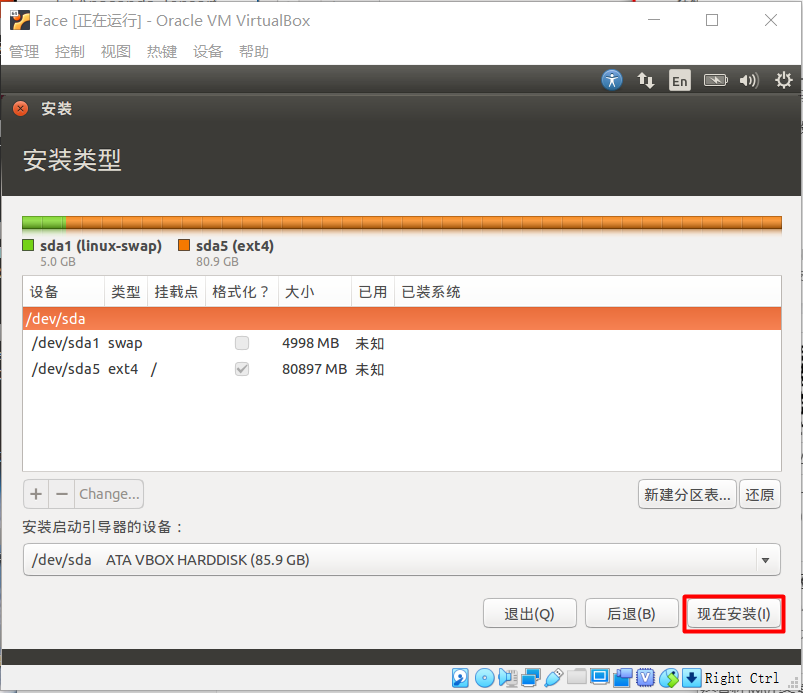 Face [正在运行] - Oracle VM VirtualBox
管理 控制 视图 热键 设备 帮助
En
安装
安装类型
sda1 (linux-swap) sda5 (ext4)
5.0 GB 80.9 GB
设备 类型 挂载点 格式化？ 大小 已用 已装系统
/dev/sda
/dev/sda1 swap 4998 MB 未知
/dev/sda5 ext4 / 80897 MB 未知
+ − Change... 新建分区表... 还原
安装启动引导器的设备：
/dev/sda ATA VBOX HARDDISK (85.9 GB)
退出(Q) 后退(B) 现在安装(I)
Right Ctrl